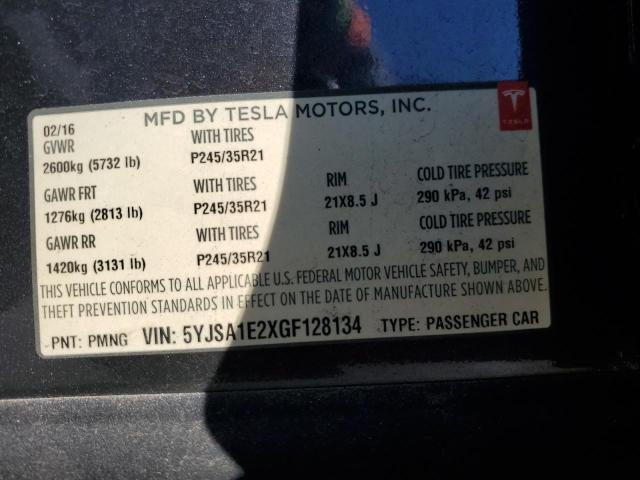 MFD BY TESLA MOTORS, INC.
TESLA
02/16
GVWR WITH TIRES
2600kg (5732 lb) P245/35R21
GAWR FRT WITH TIRES RIM COLD TIRE PRESSURE
1276kg (2813 lb) P245/35R21 21X8.5 J 290 kPa, 42 psi
GAWR RR WITH TIRES RIM COLD TIRE PRESSURE
1420kg (3131 lb) P245/35R21 21X8.5 J 290 kPa, 42 psi
THIS VEHICLE CONFORMS TO ALL APPLICABLE U.S. FEDERAL MOTOR VEHICLE SAFETY, BUMPER, AND
THEFT PREVENTION STANDARDS IN EFFECT ON THE DATE OF MANUFACTURE SHOWN ABOVE.
PNT: PMNG VIN: 5YJSA1E2XGF128134 TYPE: PASSENGER CAR